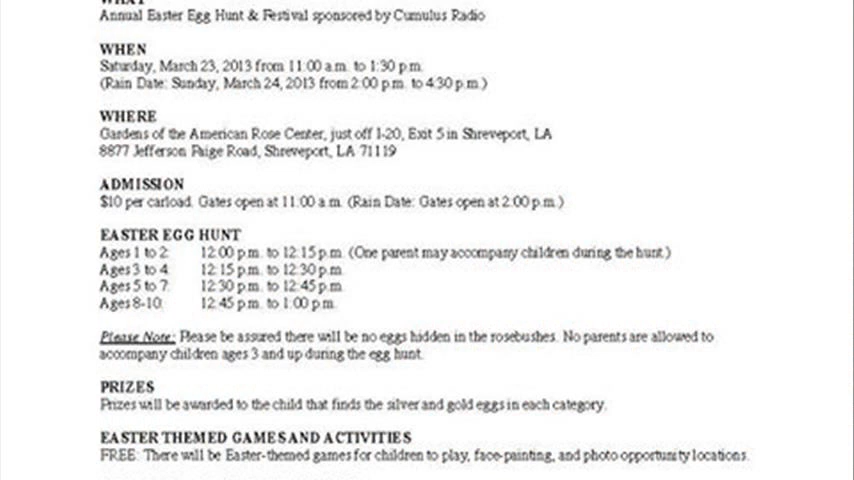 WHAT
Annual Easter Egg Hunt & Festival sponsored by Cumulus Radio
WHEN
Saturday, March 23, 2013 from 11:00 a.m. to 1:30 p.m.
(Rain Date: Sunday, March 24, 2013 from 2:00 p.m. to 4:30 p.m.)
WHERE
Gardens of the American Rose Center, just off I-20, Exit 5 in Shreveport, LA
8877 Jefferson Paige Road, Shreveport, LA 71119
ADMISSION
$10 per carload. Gates open at 11:00 a.m. (Rain Date: Gates open at 2:00 p.m.)
EASTER EGG HUNT
Ages 1 to 2: 12:00 p.m. to 12:15 p.m. (One parent may accompany children during the hunt.)
Ages 3 to 4: 12:15 p.m. to 12:30 p.m.
Ages 5 to 7: 12:30 p.m. to 12:45 p.m.
Ages 8-10: 12:45 p.m. to 1:00 p.m.
Please Note: Please be assured there will be no eggs hidden in the rosebushes. No parents are allowed to
accompany children ages 3 and up during the egg hunt.
PRIZES
Prizes will be awarded to the child that finds the silver and gold eggs in each category.
EASTER THEMED GAMES AND ACTIVITIES
FREE: There will be Easter-themed games for children to play, face-painting, and photo opportunity locations.